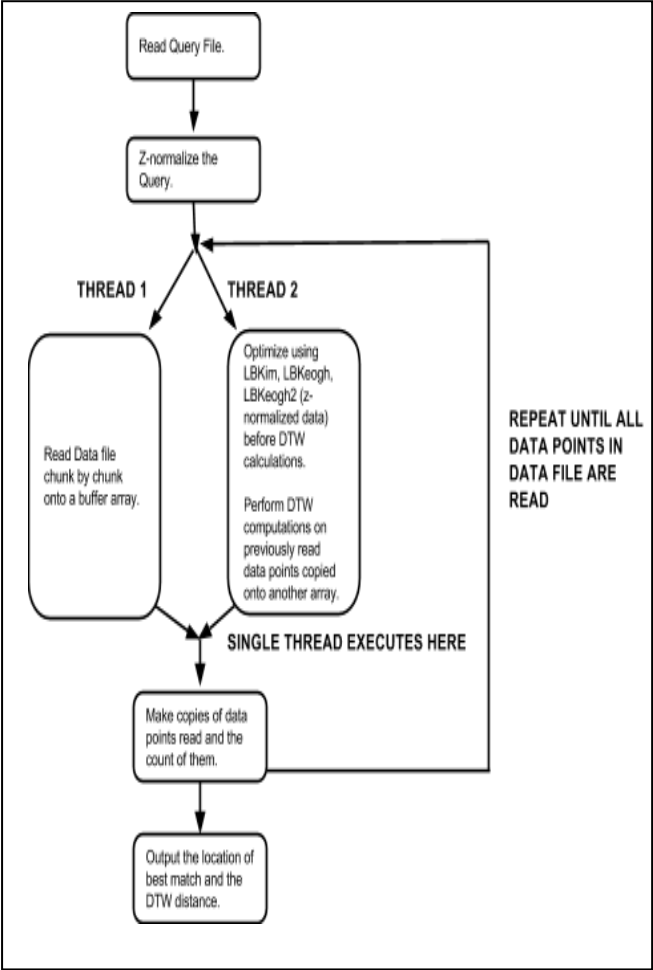 Read Query File.
Z-normalize the
Query.
THREAD 1
THREAD 2
Read Data file
chunk by chunk
onto a buffer array.
Optimize using
LBKim, LBKeogh,
LBKeogh2 (z-
normalized data)
before DTW
calculations.
Perform DTW
computations on
previously read
data points copied
onto another array.
REPEAT UNTIL ALL
DATA POINTS IN
DATA FILE ARE
READ
SINGLE THREAD EXECUTES HERE
Make copies of data
points read and the
count of them.
Output the location of
best match and the
DTW distance.